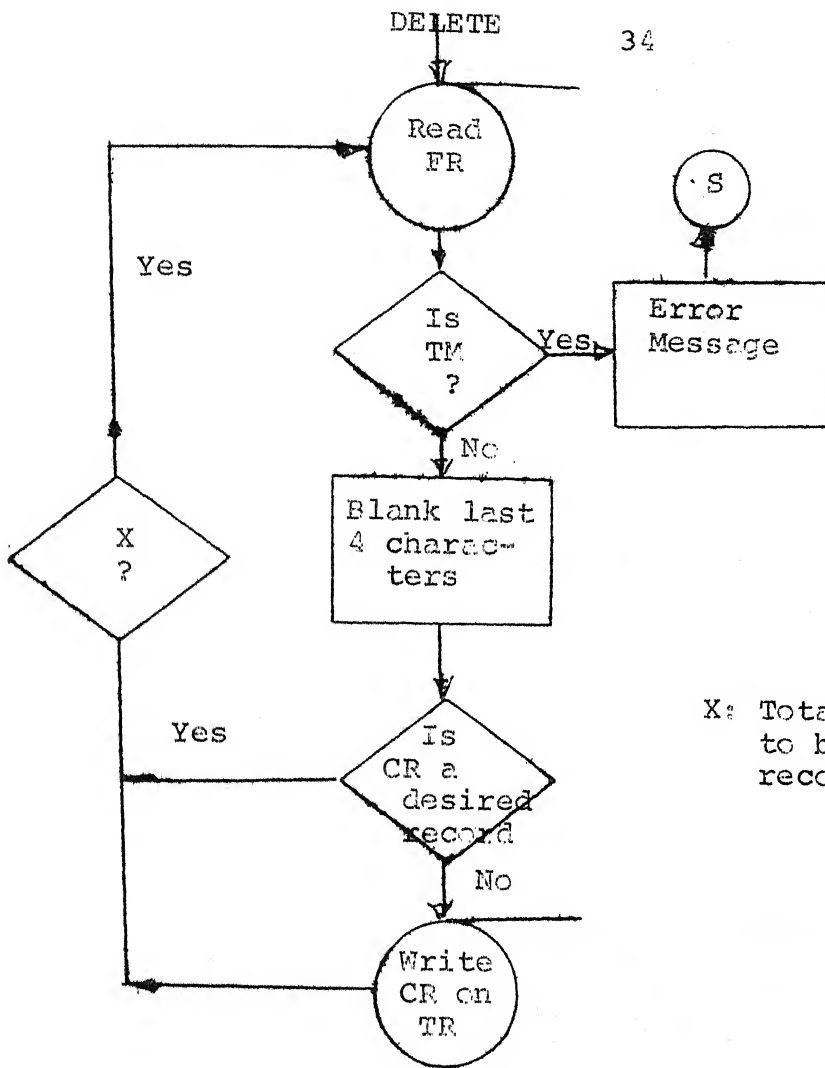 DELETE
34
Read
FR
S
Yes
Is
TM
?
Yes
Error
Message
No
Blank last
4 charac-
ters
X
?
X: Tota
to b
reco
Yes
Is
CR a
desired
record
No
Write
CR on
TR